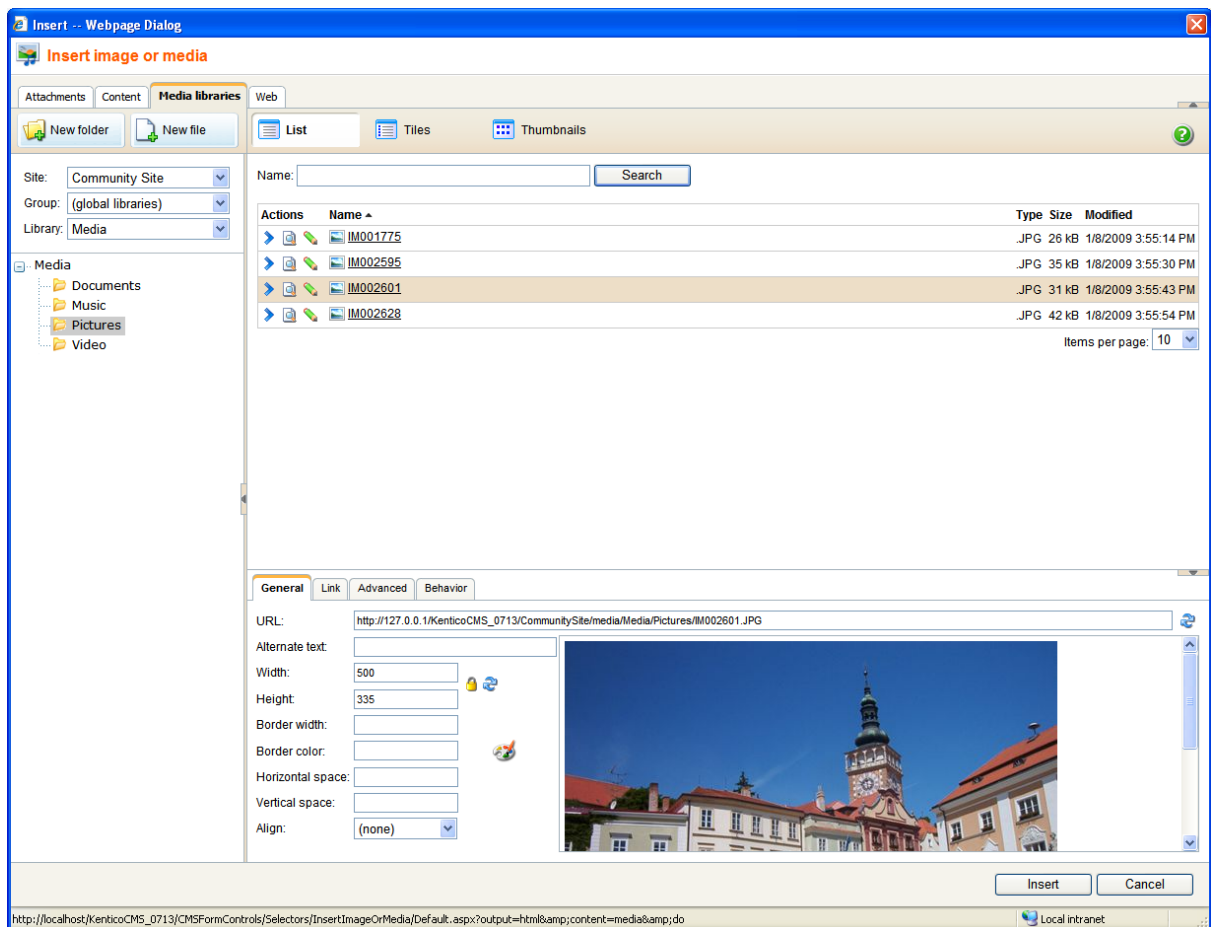 Insert -- Webpage Dialog
Insert image or media
Attachments Content Media libraries Web
New folder New file List Tiles Thumbnails
Site: Community Site
Group: (global libraries)
Library: Media
Name: Search
Actions Name Type Size Modified
IM001775 .JPG 26 kB 1/8/2009 3:55:14 PM
IM002595 .JPG 35 kB 1/8/2009 3:55:30 PM
IM002601 .JPG 31 kB 1/8/2009 3:55:43 PM
IM002628 .JPG 42 kB 1/8/2009 3:55:54 PM
Items per page: 10
Media
Documents
Music
Pictures
Video
General Link Advanced Behavior
URL: http://127.0.0.1/KenticoCMS_0713/CommunitySite/media/Media/Pictures/IM002601.JPG
Alternate text:
Width: 500
Height: 335
Border width:
Border color:
Horizontal space:
Vertical space:
Align: (none)
Insert Cancel
http://localhost/KenticoCMS_0713/CMSFormControls/Selectors/InsertImageOrMedia/Default.aspx?output=html&amp;content=media&amp;do Local intranet